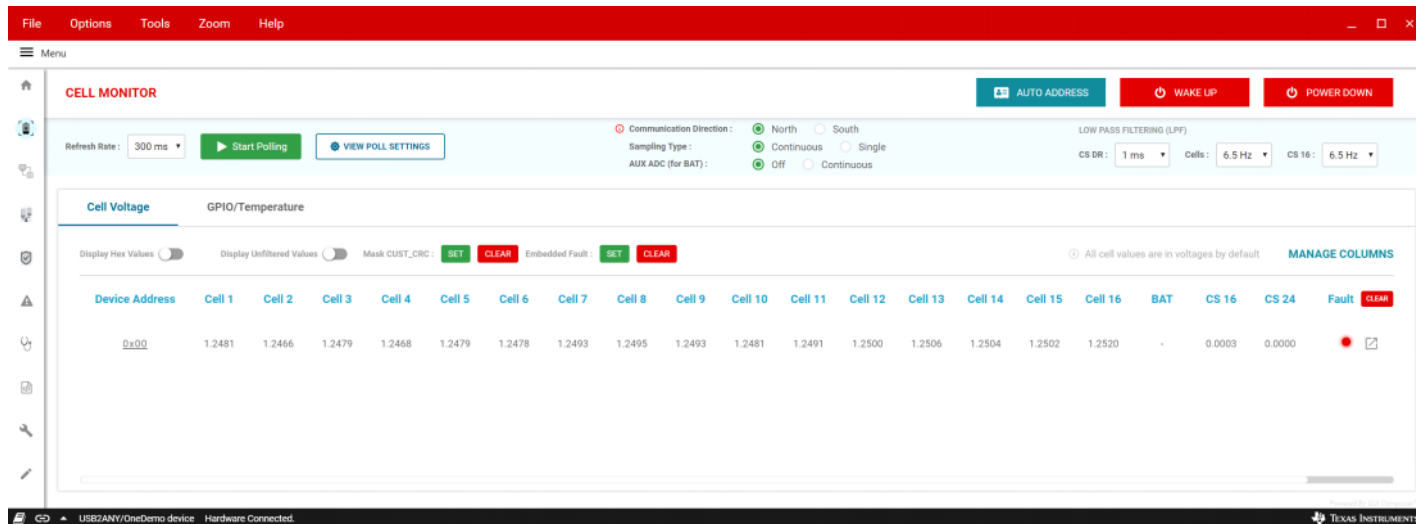 File Options Tools Zoom Help
Menu
CELL MONITOR
AUTO ADDRESS
WAKE UP
POWER DOWN
Refresh Rate : 300 ms
Start Polling
VIEW POLL SETTINGS
Communication Direction : North South
Sampling Type : Continuous Single
AUX ADC (for BAT) : Off Continuous
LOW PASS FILTERING (LPF)
CS DR : 1 ms Cells : 6.5 Hz CS 16 : 6.5 Hz
Cell Voltage GPIO/Temperature
Display Hex Values Display Unfiltered Values Mask CUST_CRC : SET CLEAR Embedded Fault : SET CLEAR All cell values are in voltages by default MANAGE COLUMNS
Device Address Cell 1 Cell 2 Cell 3 Cell 4 Cell 5 Cell 6 Cell 7 Cell 8 Cell 9 Cell 10 Cell 11 Cell 12 Cell 13 Cell 14 Cell 15 Cell 16 BAT CS 16 CS 24 Fault CLEAR
0x00 1.2481 1.2466 1.2479 1.2468 1.2479 1.2478 1.2493 1.2495 1.2493 1.2481 1.2491 1.2500 1.2506 1.2504 1.2502 1.2520 - 0.0003 0.0000
USB2ANY/OneDemo device Hardware Connected.
TEXAS INSTRUMENTS